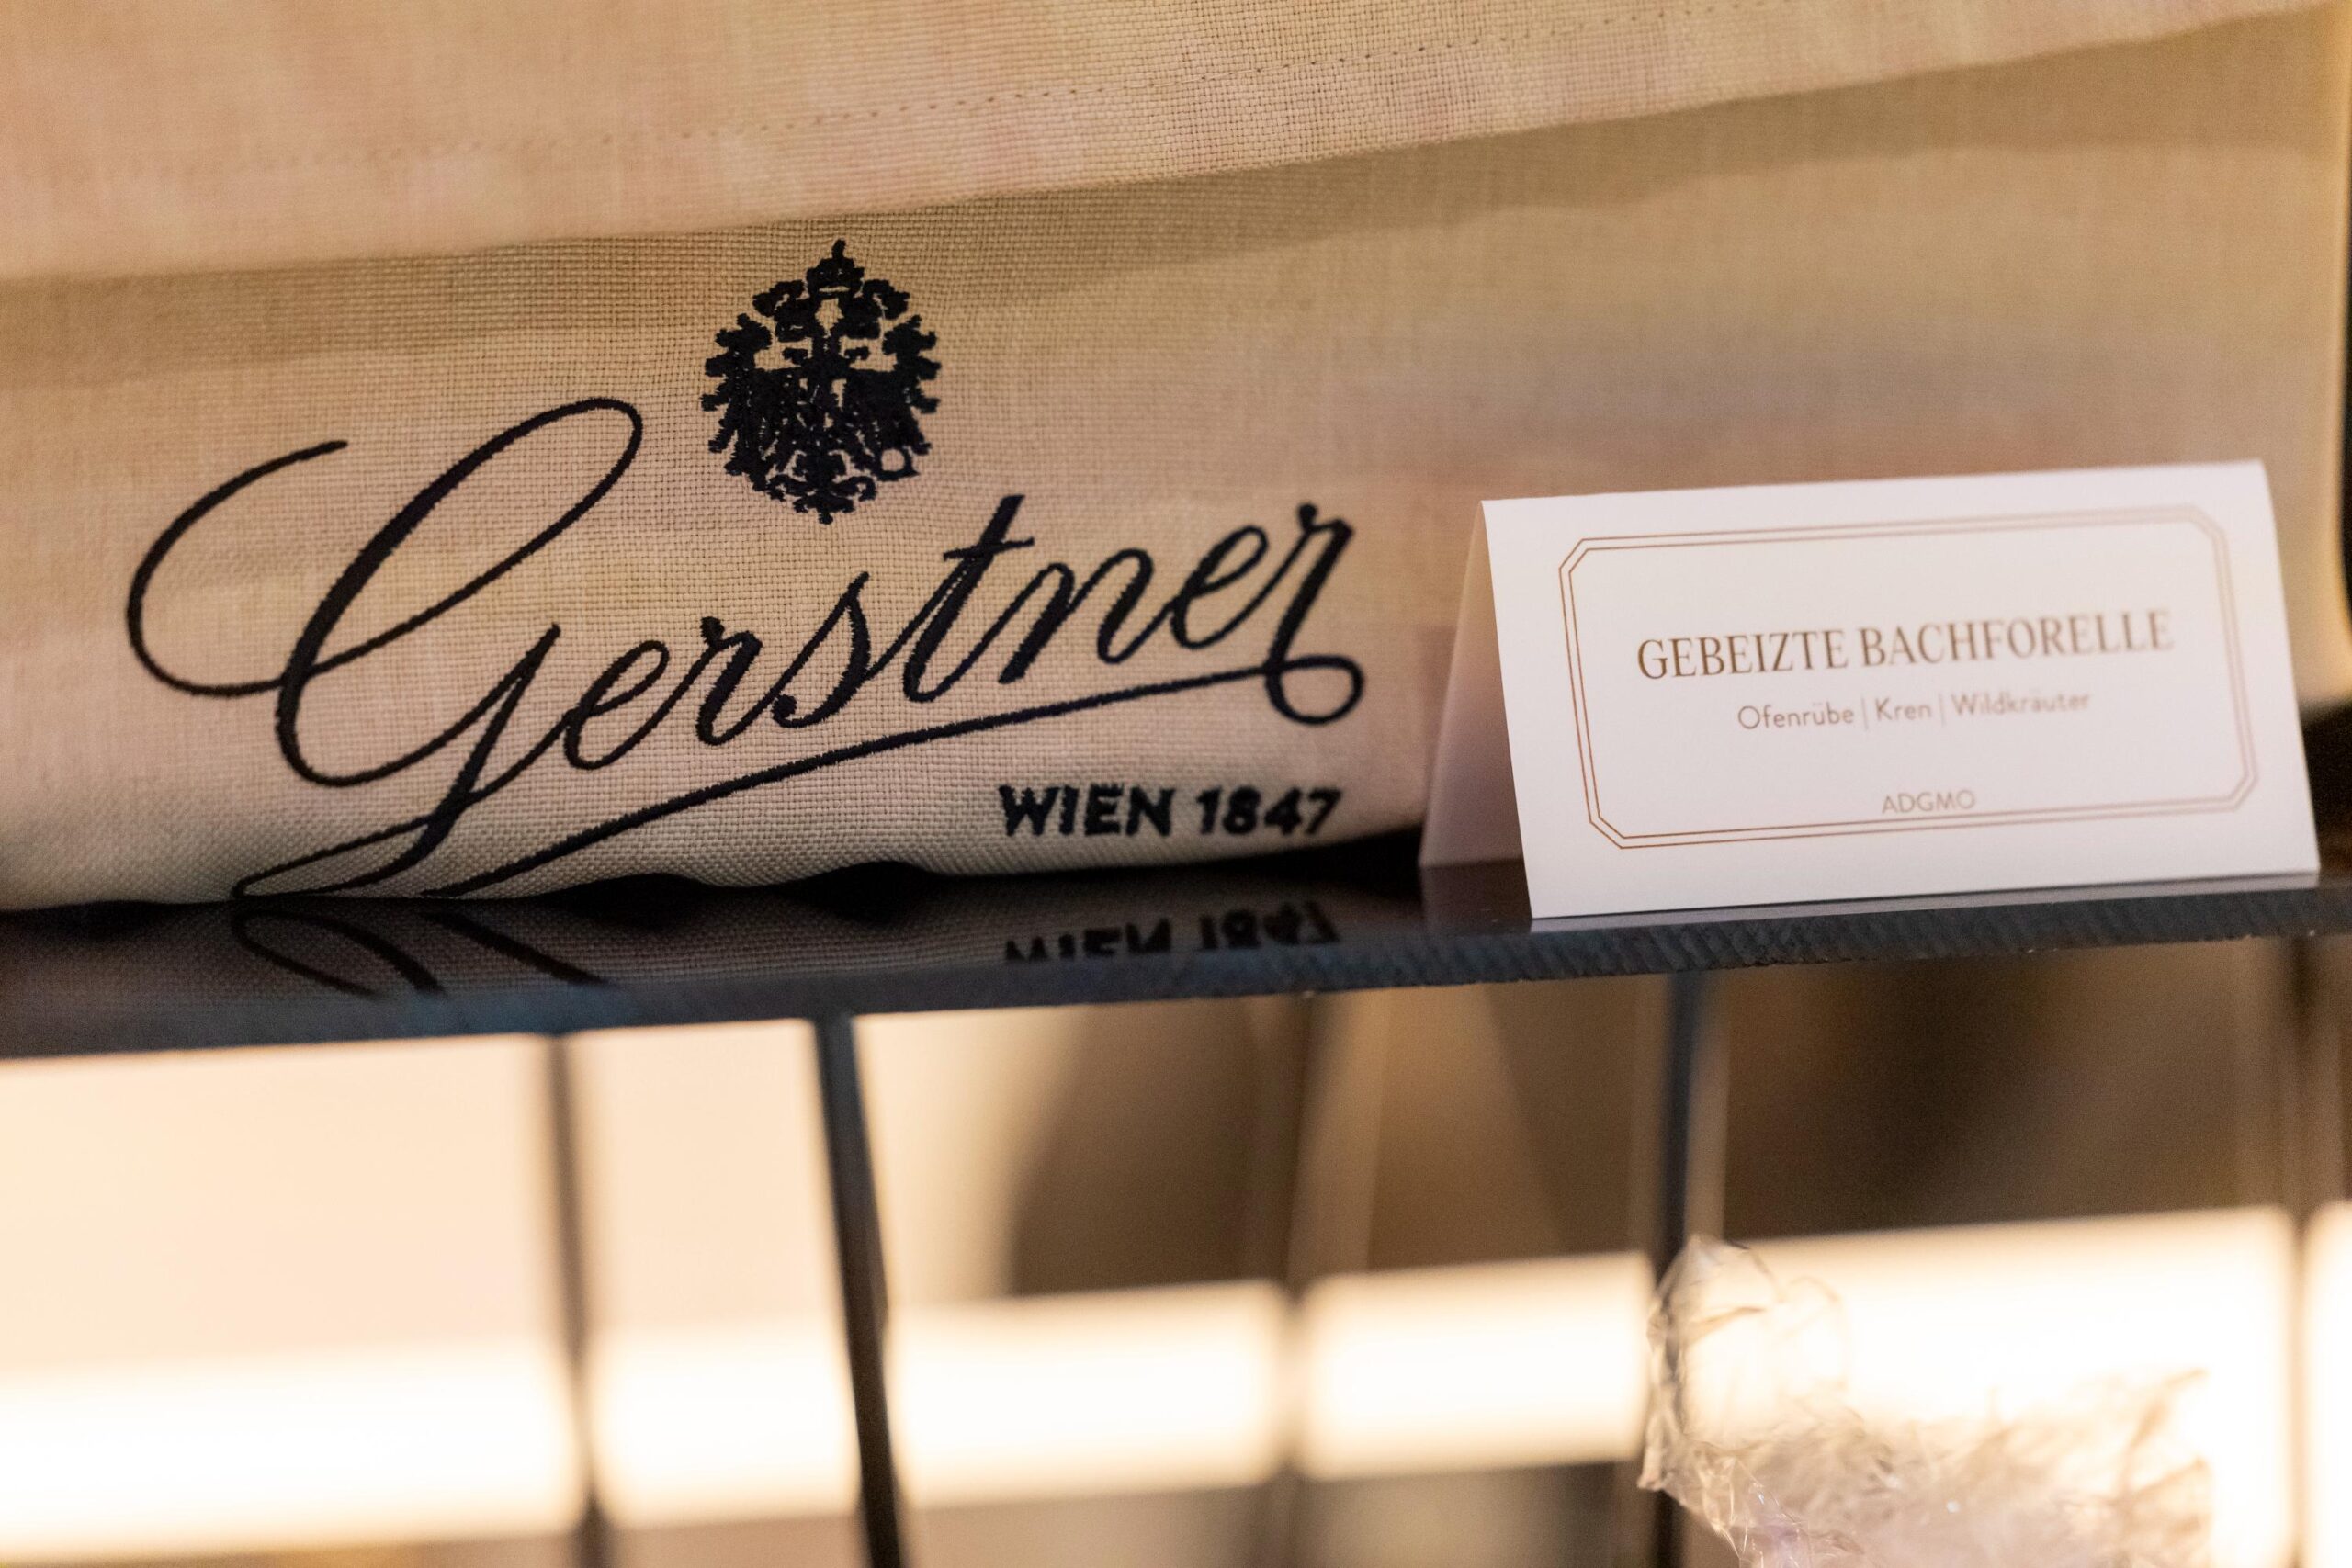 Gerstner
WIEN 1847
GEBEIZTE BACHFORELLE
Ofenrübe | Kren | Wildkräuter
ADGMO